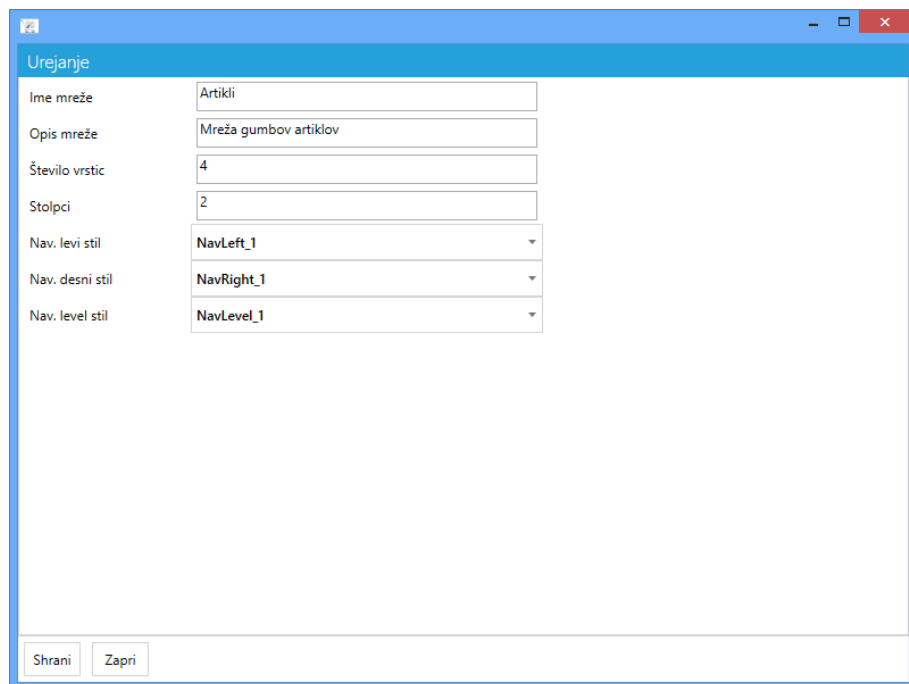 Urejanje
Ime mreže Artikli
Opis mreže Mreža gumbov artiklov
Število vrstic 4
Stolpci 2
Nav. levi stil NavLeft_1
Nav. desni stil NavRight_1
Nav. level stil NavLevel_1
Shrani Zapri